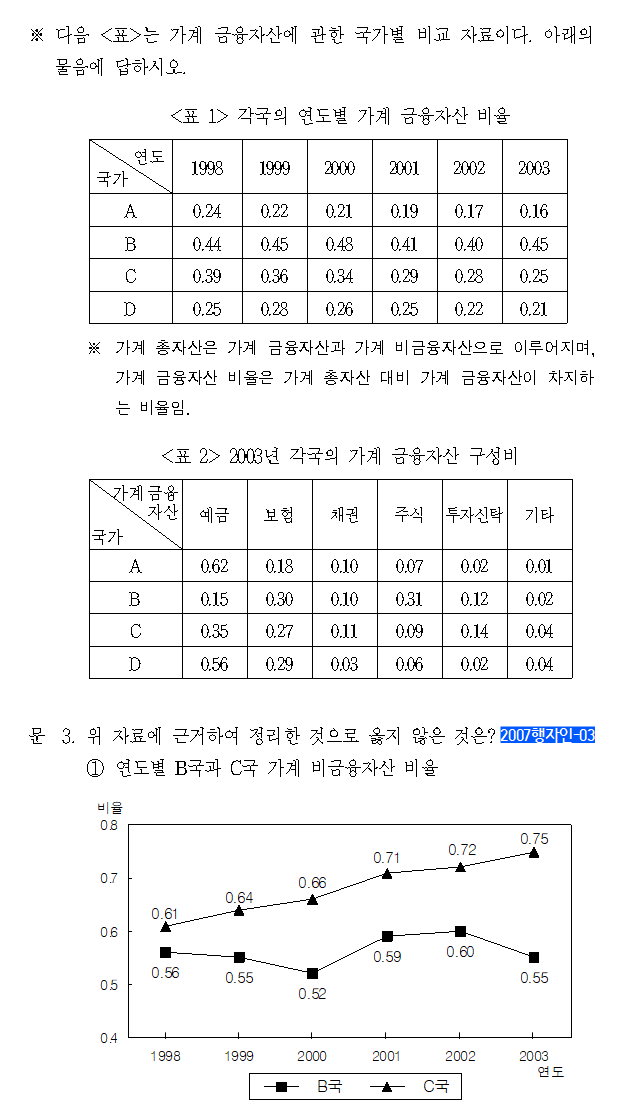 ※ 다음 <표>는 가계 금융자산에 관한 국가별 비교 자료이다. 아래의
물음에 답하시오.
<표 1> 각국의 연도별 가계 금융자산 비율
연도
국가
1998 1999 2000 2001 2002 2003
A 0.24 0.22 0.21 0.19 0.17 0.16
B 0.44 0.45 0.48 0.41 0.40 0.45
C 0.39 0.36 0.34 0.29 0.28 0.25
D 0.25 0.28 0.26 0.25 0.22 0.21
※ 가계 총자산은 가계 금융자산과 가계 비금융자산으로 이루어지며,
가계 금융자산 비율은 가계 총자산 대비 가계 금융자산이 차지하
는 비율임.
<표 2> 2003년 각국의 가계 금융자산 구성비
가계 금융
자산
국가
예금 보험 채권 주식 투자신탁 기타
A 0.62 0.18 0.10 0.07 0.02 0.01
B 0.15 0.30 0.10 0.31 0.12 0.02
C 0.35 0.27 0.11 0.09 0.14 0.04
D 0.56 0.29 0.03 0.06 0.02 0.04
문 3. 위 자료에 근거하여 정리한 것으로 옳지 않은 것은? 2007행자인-03
① 연도별 B국과 C국 가계 비금융자산 비율
비율
0.8
0.7
0.6
0.5
0.4
0.61 0.64 0.66 0.71 0.72 0.75
0.56 0.55 0.52 0.59 0.60 0.55
1998 1999 2000 2001 2002 2003
연도
B국 C국